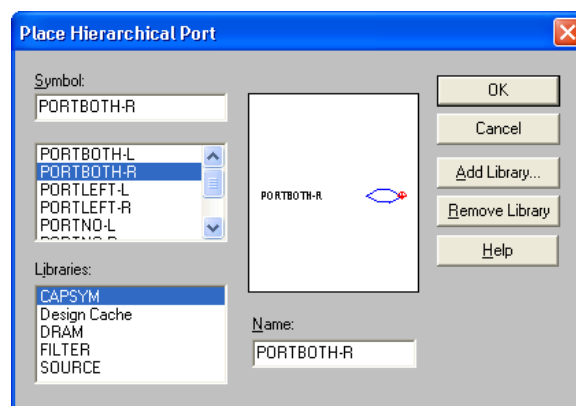 Place Hierarchical Port
Symbol:
PORTBOTH-R
PORTBOTH-L
PORTBOTH-R
PORTLEFT-L
PORTLEFT-R
PORTNO-L
PORTNO-R
Libraries:
CAPSYM
Design Cache
DRAM
FILTER
SOURCE
PORTBOTH-R
Name:
PORTBOTH-R
OK
Cancel
Add Library...
Remove Library
Help